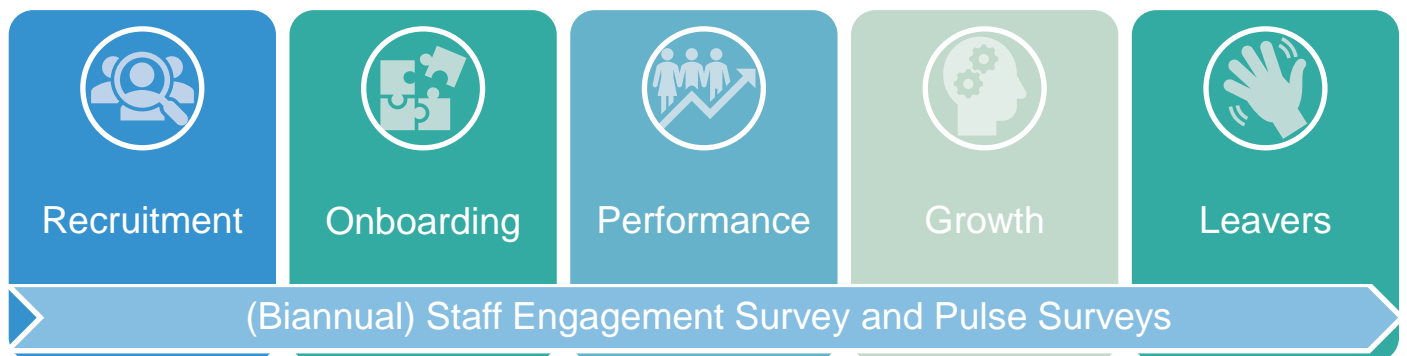 Recruitment
Onboarding
Performance
Growth
Leavers
(Biannual) Staff Engagement Survey and Pulse Surveys